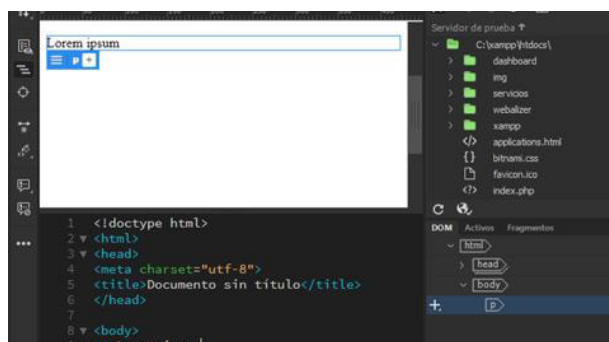 Lorem ipsum
p +
1 <!doctype html>
2 <html>
3 <head>
4 <meta charset="utf-8">
5 <title>Documento sin título</title>
6 </head>
7
8 <body>
Servidor de prueba
C:\xampp\htdocs\
dashboard
img
servicios
webalizer
xampp
applications.html
bitnami.css
favicon.ico
index.php
DOM Activos Fragmentos
html
head
body
p